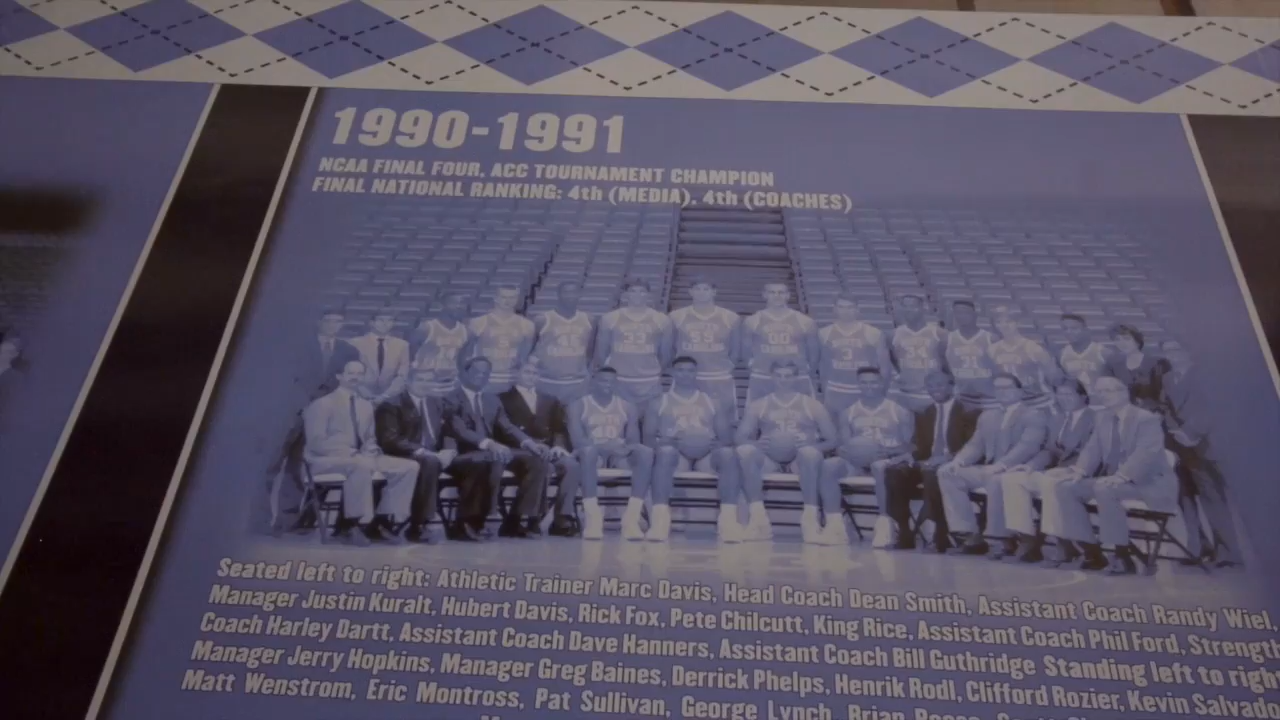 1990-1991
NCAA FINAL FOUR, ACC TOURNAMENT CHAMPION
FINAL NATIONAL RANKING: 4th (MEDIA), 4th (COACHES)
Seated left to right: Athletic Trainer Marc Davis, Head Coach Dean Smith, Assistant Coach Randy Wiel,
Manager Justin Kuralt, Hubert Davis, Rick Fox, Pete Chilcutt, King Rice, Assistant Coach Phil Ford, Strength
Coach Harley Dartt, Assistant Coach Dave Hanners, Assistant Coach Bill Guthridge Standing left to right
Manager Jerry Hopkins, Manager Greg Baines, Derrick Phelps, Henrik Rodl, Clifford Rozier, Kevin Salvado
Matt Wenstrom, Eric Montross, Pat Sullivan, George Lynch, Brian